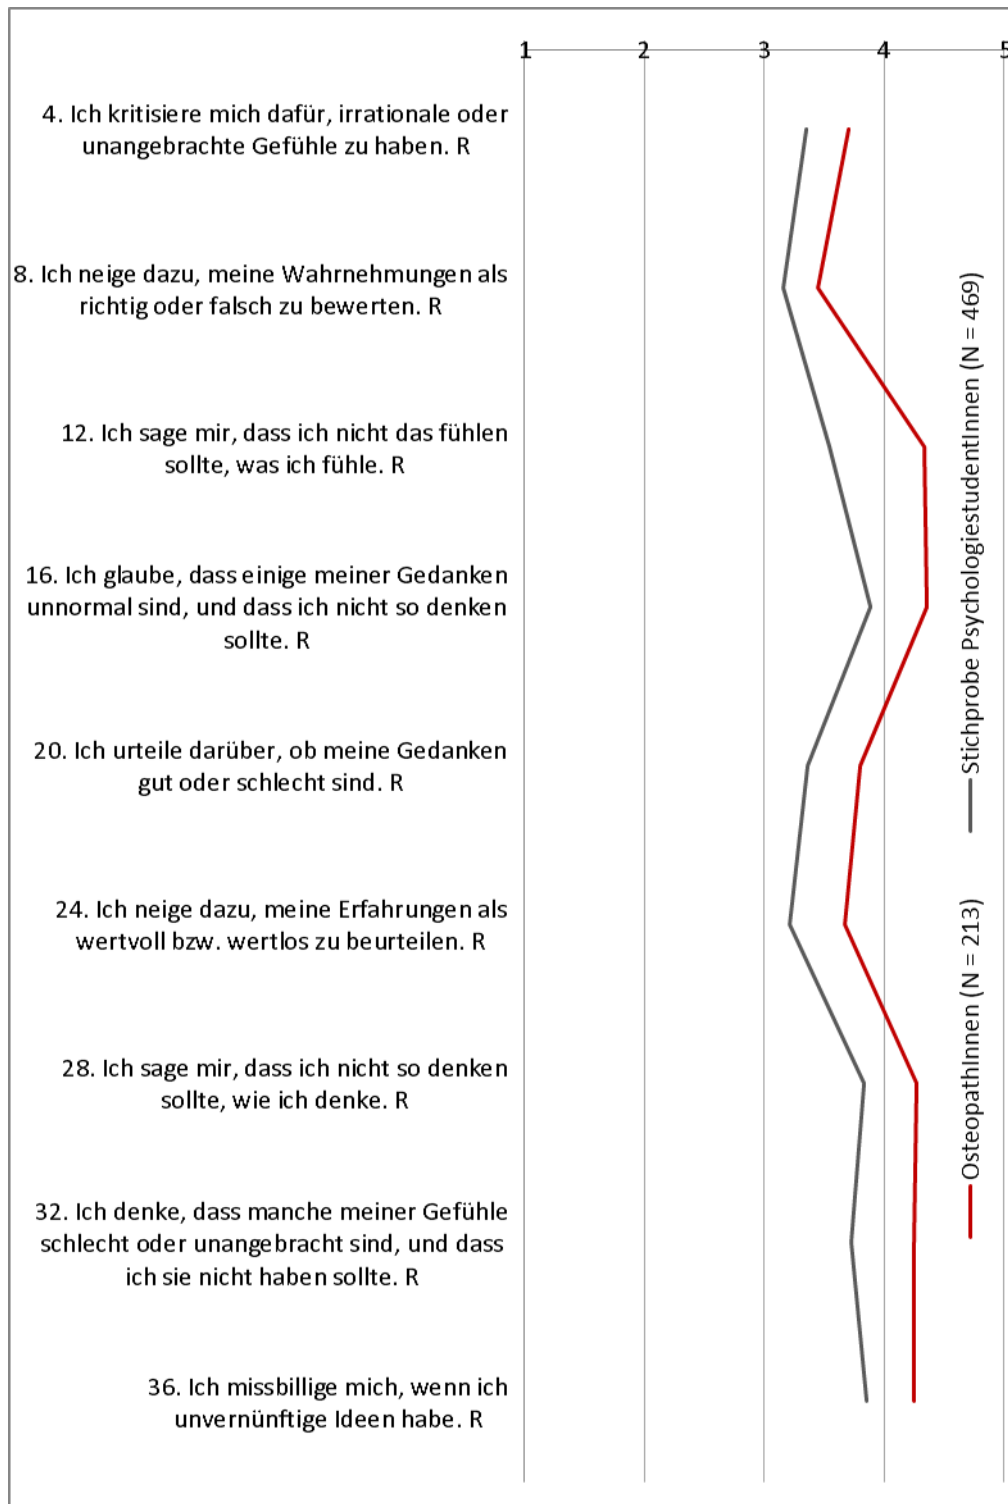 1 2 3 4 5
4. Ich kritisiere mich dafür, irrationale oder
unangebrachte Gefühle zu haben. R
8. Ich neige dazu, meine Wahrnehmungen als
richtig oder falsch zu bewerten. R
12. Ich sage mir, dass ich nicht das fühlen
sollte, was ich fühle. R
16. Ich glaube, dass einige meiner Gedanken
unnormal sind, und dass ich nicht so denken
sollte. R
20. Ich urteile darüber, ob meine Gedanken
gut oder schlecht sind. R
24. Ich neige dazu, meine Erfahrungen als
wertvoll bzw. wertlos zu beurteilen. R
28. Ich sage mir, dass ich nicht so denken
sollte, wie ich denke. R
32. Ich denke, dass manche meiner Gefühle
schlecht oder unangebracht sind, und dass
ich sie nicht haben sollte. R
36. Ich missbillige mich, wenn ich
unvernünftige Ideen habe. R
OsteopathInnen (N = 213)
Stichprobe PsychologiestudentInnen (N = 469)